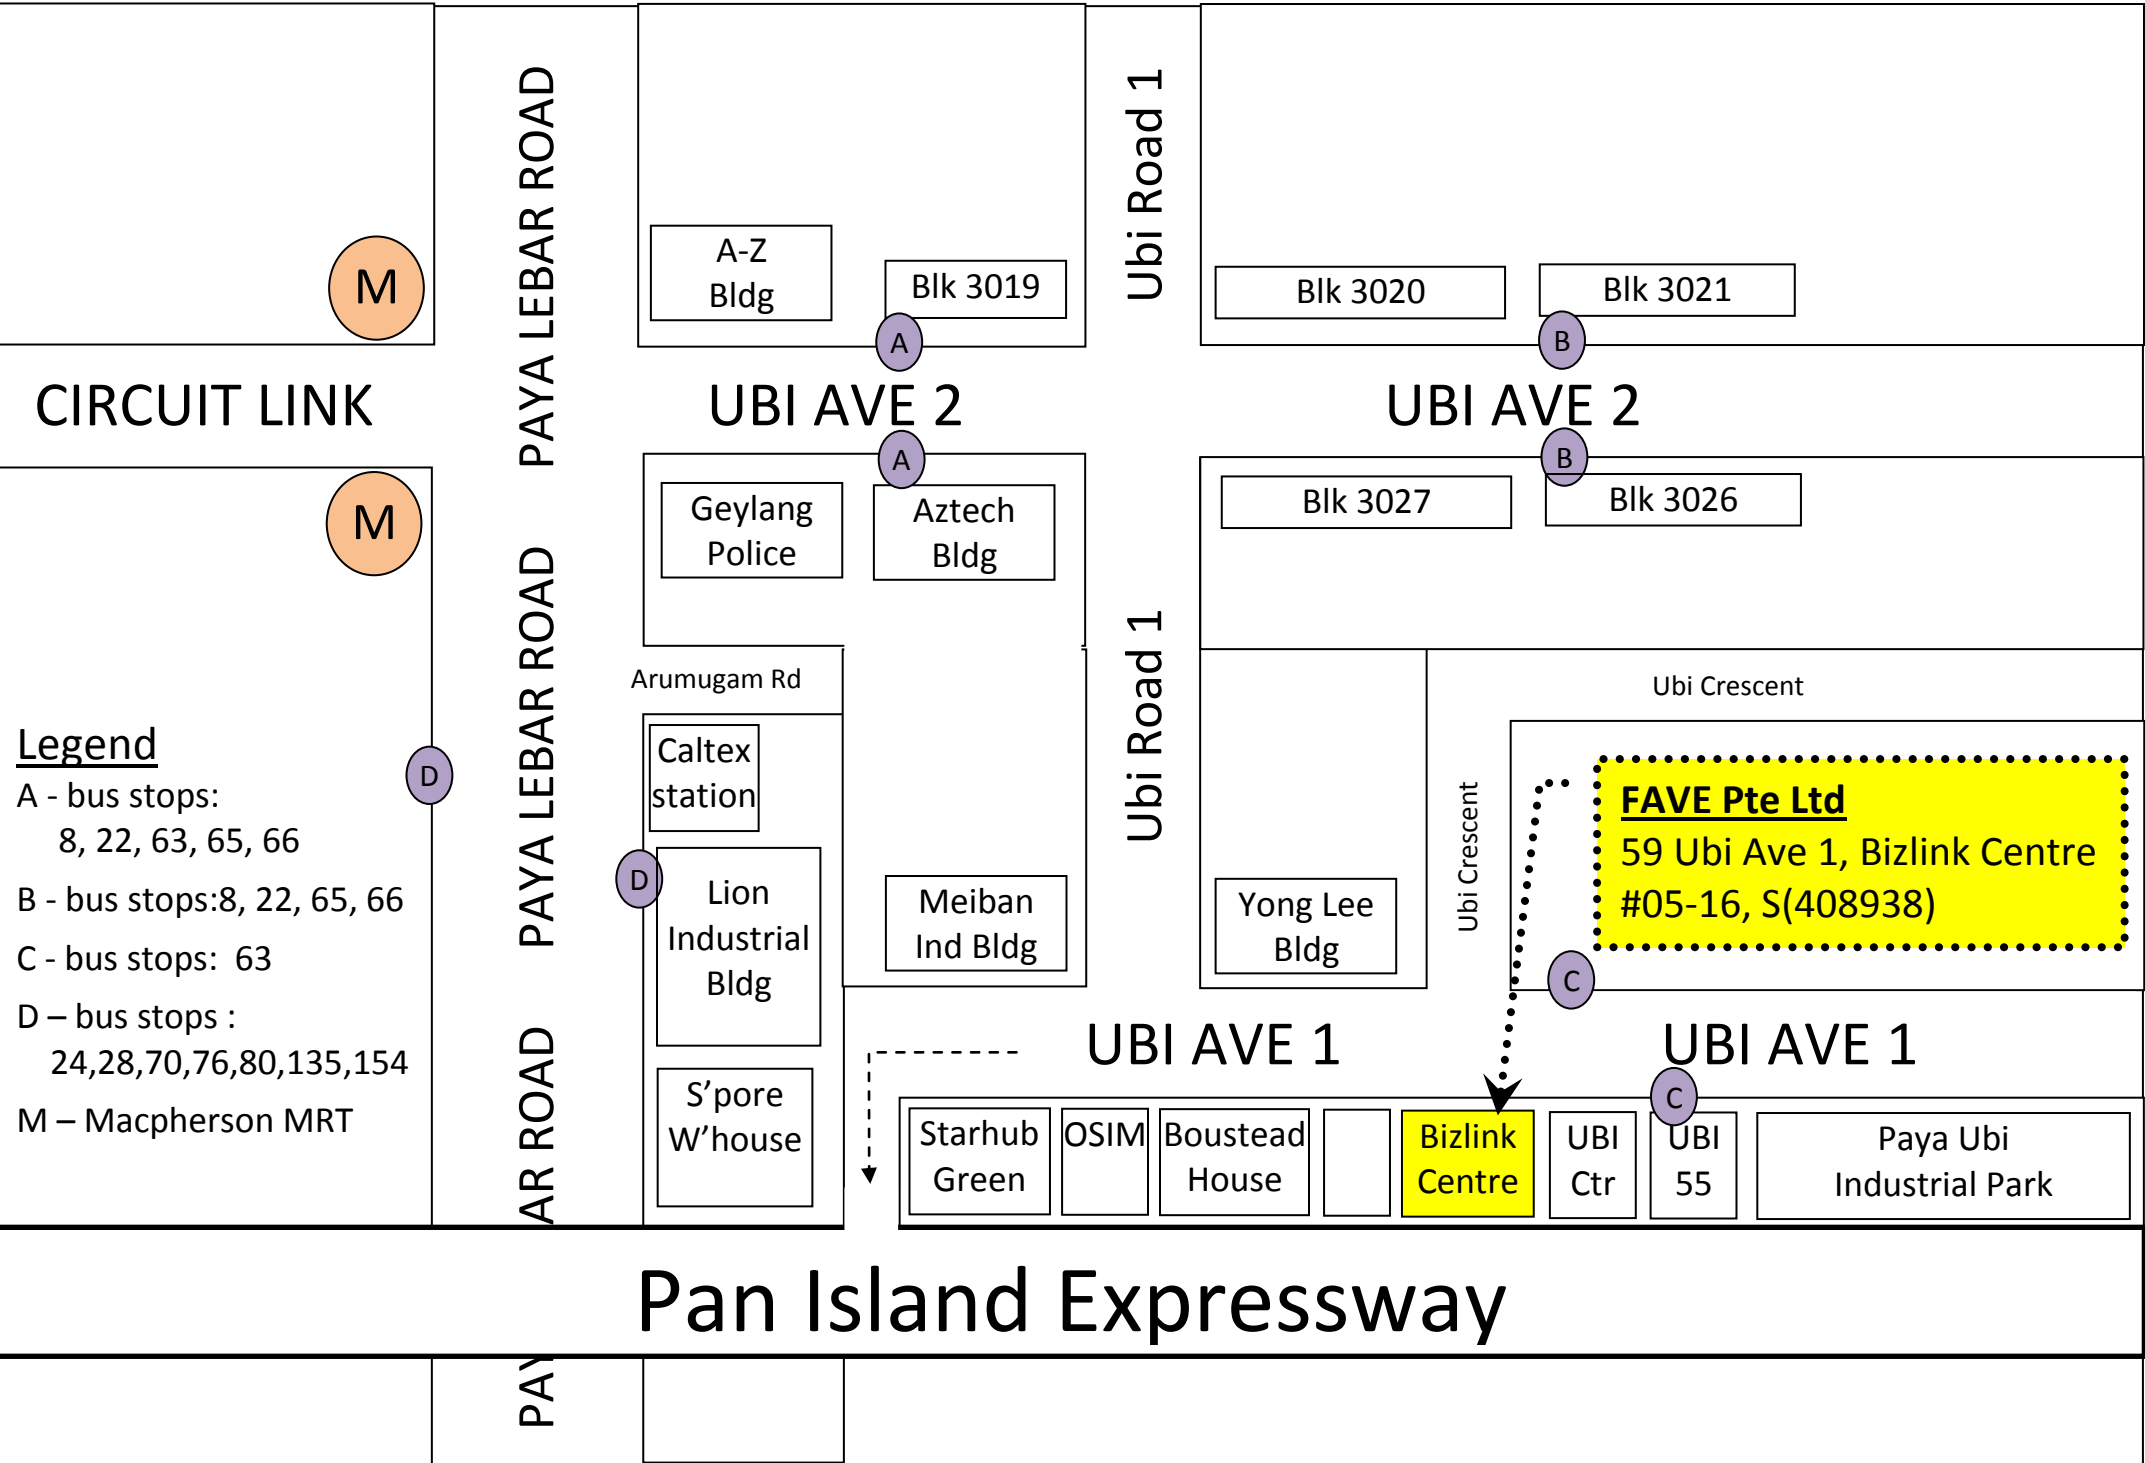 PAYA LEBAR ROAD
Ubi Road 1
A-Z
Bldg
Blk 3019
Blk 3020
Blk 3021
M
A
B
CIRCUIT LINK
UBI AVE 2
UBI AVE 2
A
B
M
Geylang
Police
Aztech
Bldg
Blk 3027
Blk 3026
PAYA LEBAR ROAD
Ubi Road 1
Arumugam Rd
Ubi Crescent
Legend
A - bus stops:
8, 22, 63, 65, 66
B - bus stops:8, 22, 65, 66
C - bus stops: 63
D – bus stops :
24,28,70,76,80,135,154
M – Macpherson MRT
D
Caltex
station
D
Lion
Industrial
Bldg
Meiban
Ind Bldg
Yong Lee
Bldg
Ubi Crescent
FAVE Pte Ltd
59 Ubi Ave 1, Bizlink Centre
#05-16, S(408938)
C
UBI AVE 1
UBI AVE 1
C
AR ROAD
S'pore
W'house
Starhub
Green
OSIM
Boustead
House
Bizlink
Centre
UBI
Ctr
UBI
55
Paya Ubi
Industrial Park
Pan Island Expressway
PAY